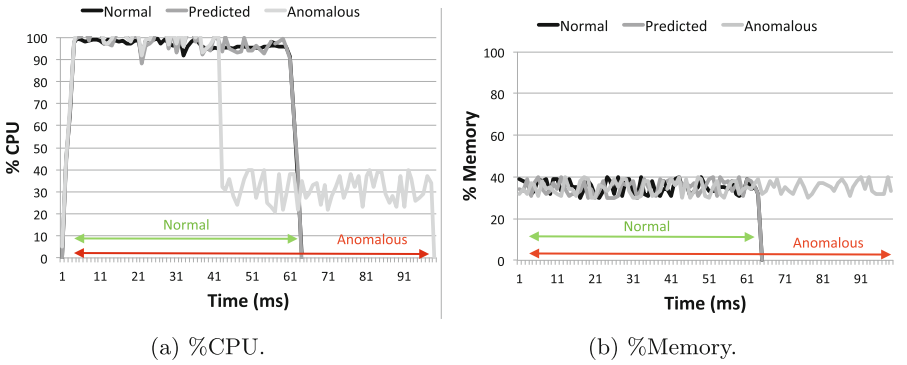 Normal Predicted Anomalous
100
90
80
70
60
50
40
30
20
10
0
% CPU
Normal
Anomalous
1 11 21 31 41 51 61 71 81 91
Time (ms)
(a) %CPU.
Normal Predicted Anomalous
100
80
60
40
20
0
% Memory
Normal
Anomalous
1 11 21 31 41 51 61 71 81 91
Time (ms)
(b) %Memory.